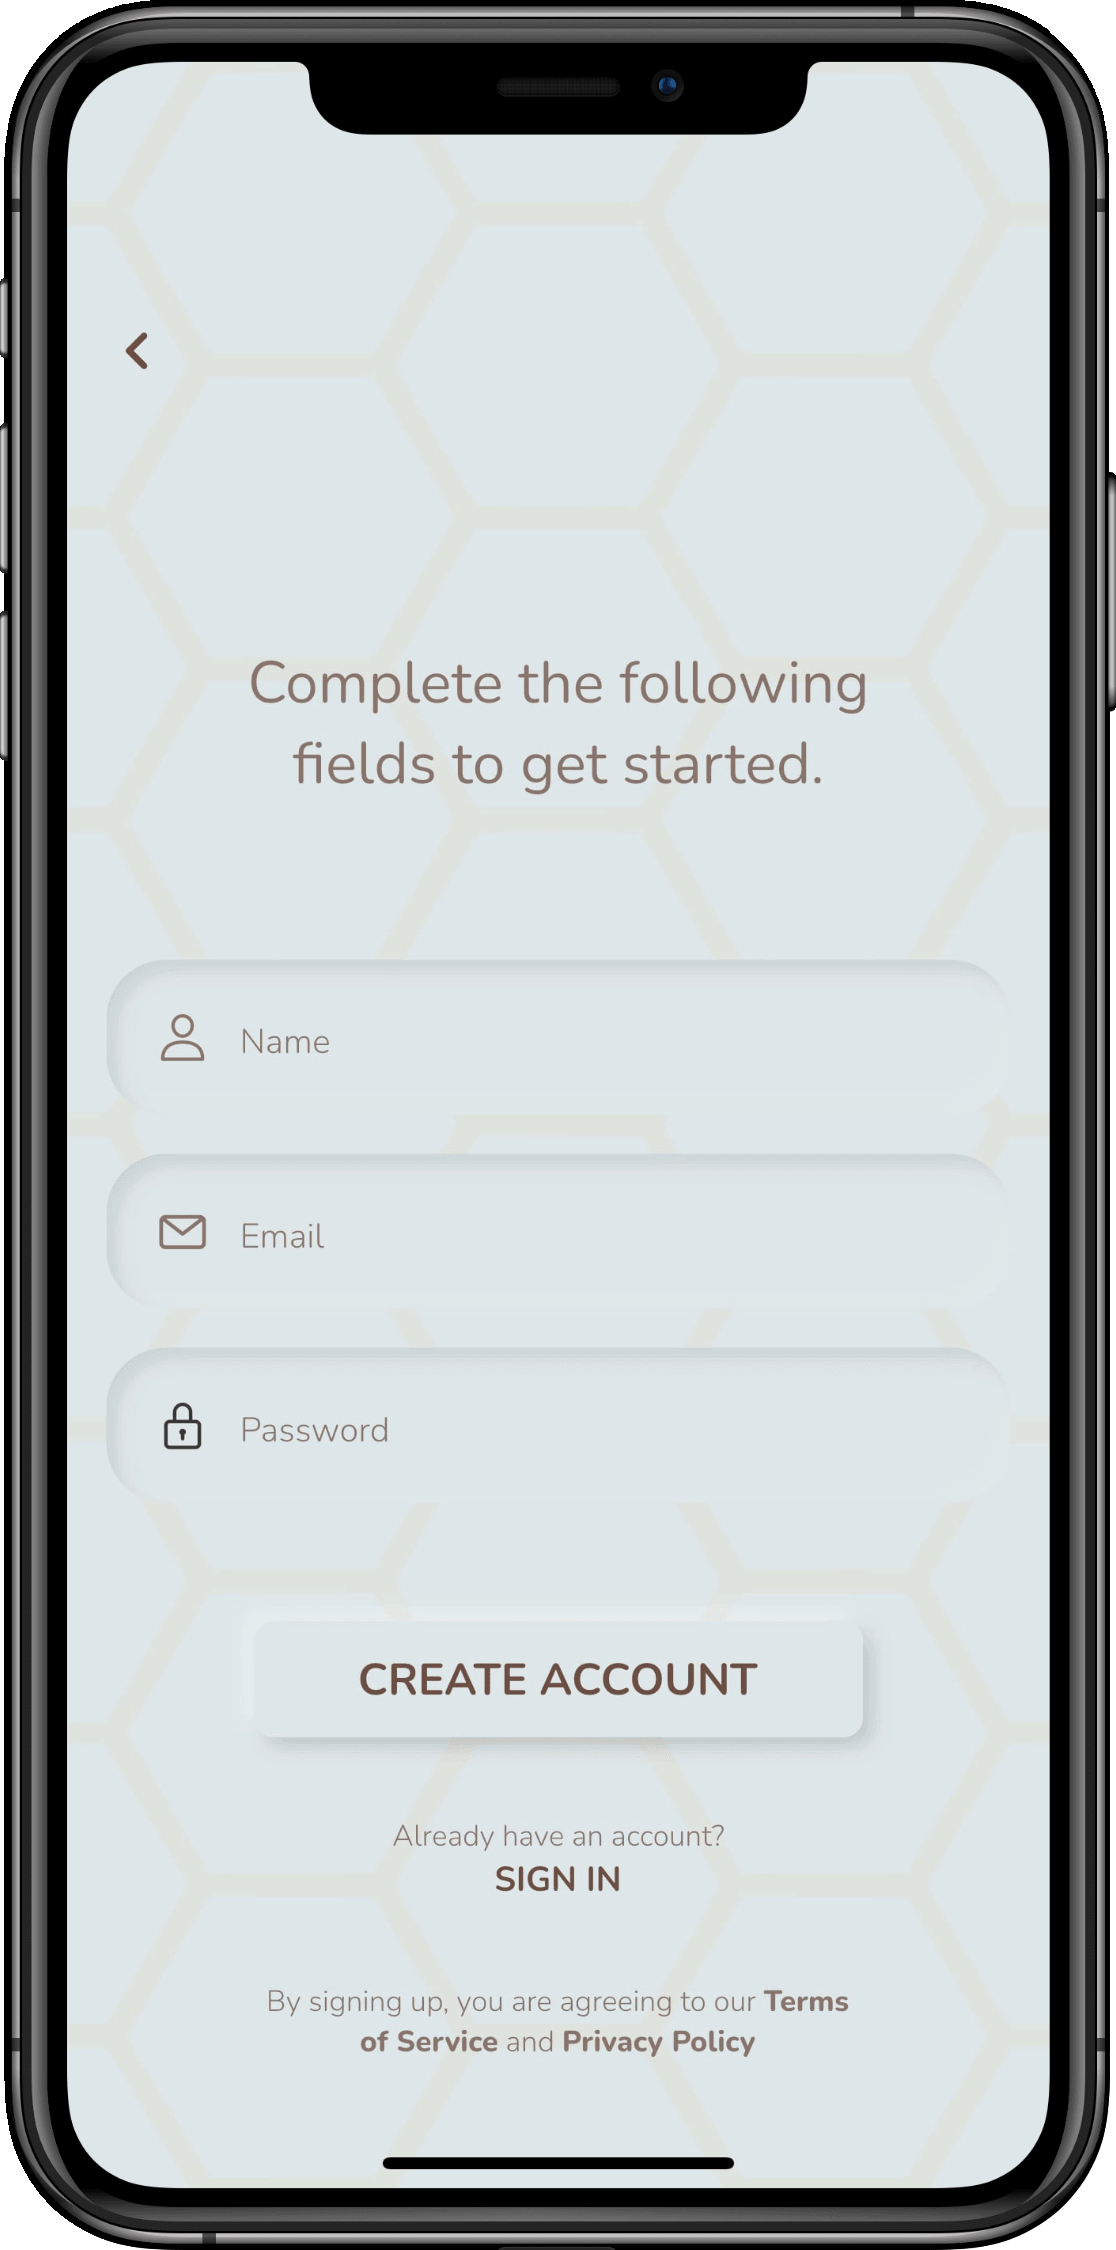 Complete the following
fields to get started.
Name
Email
Password
CREATE ACCOUNT
Already have an account?
SIGN IN
By signing up, you are agreeing to our Terms
of Service and Privacy Policy